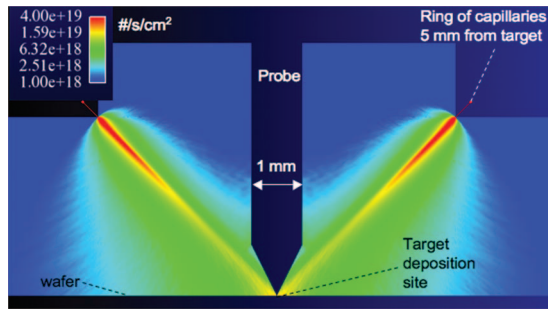 4.00e+19
1.59e+19
6.32e+18
2.51e+18
1.00e+18
#/s/cm²
Ring of capillaries
5 mm from target
Probe
1 mm
Target
deposition
site
wafer